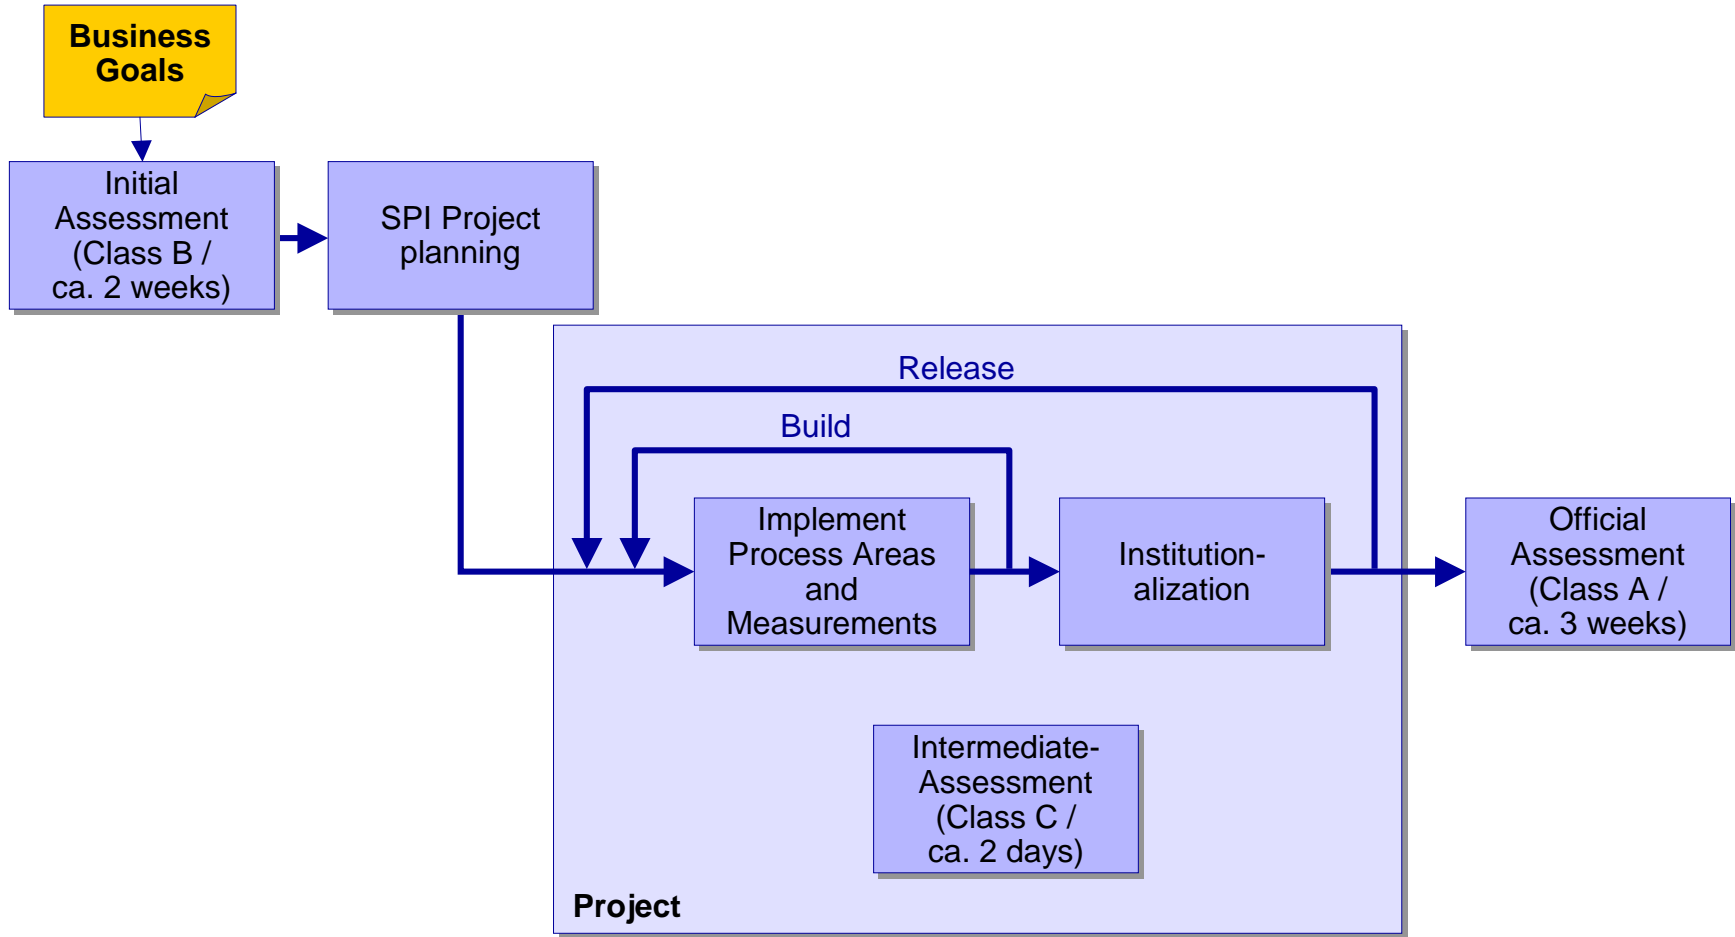 Business
Goals
Initial
Assessment
(Class B /
ca. 2 weeks)
SPI Project
planning
Release
Build
Implement
Process Areas
and
Measurements
Institution-
alization
Official
Assessment
(Class A /
ca. 3 weeks)
Intermediate-
Assessment
(Class C /
ca. 2 days)
Project